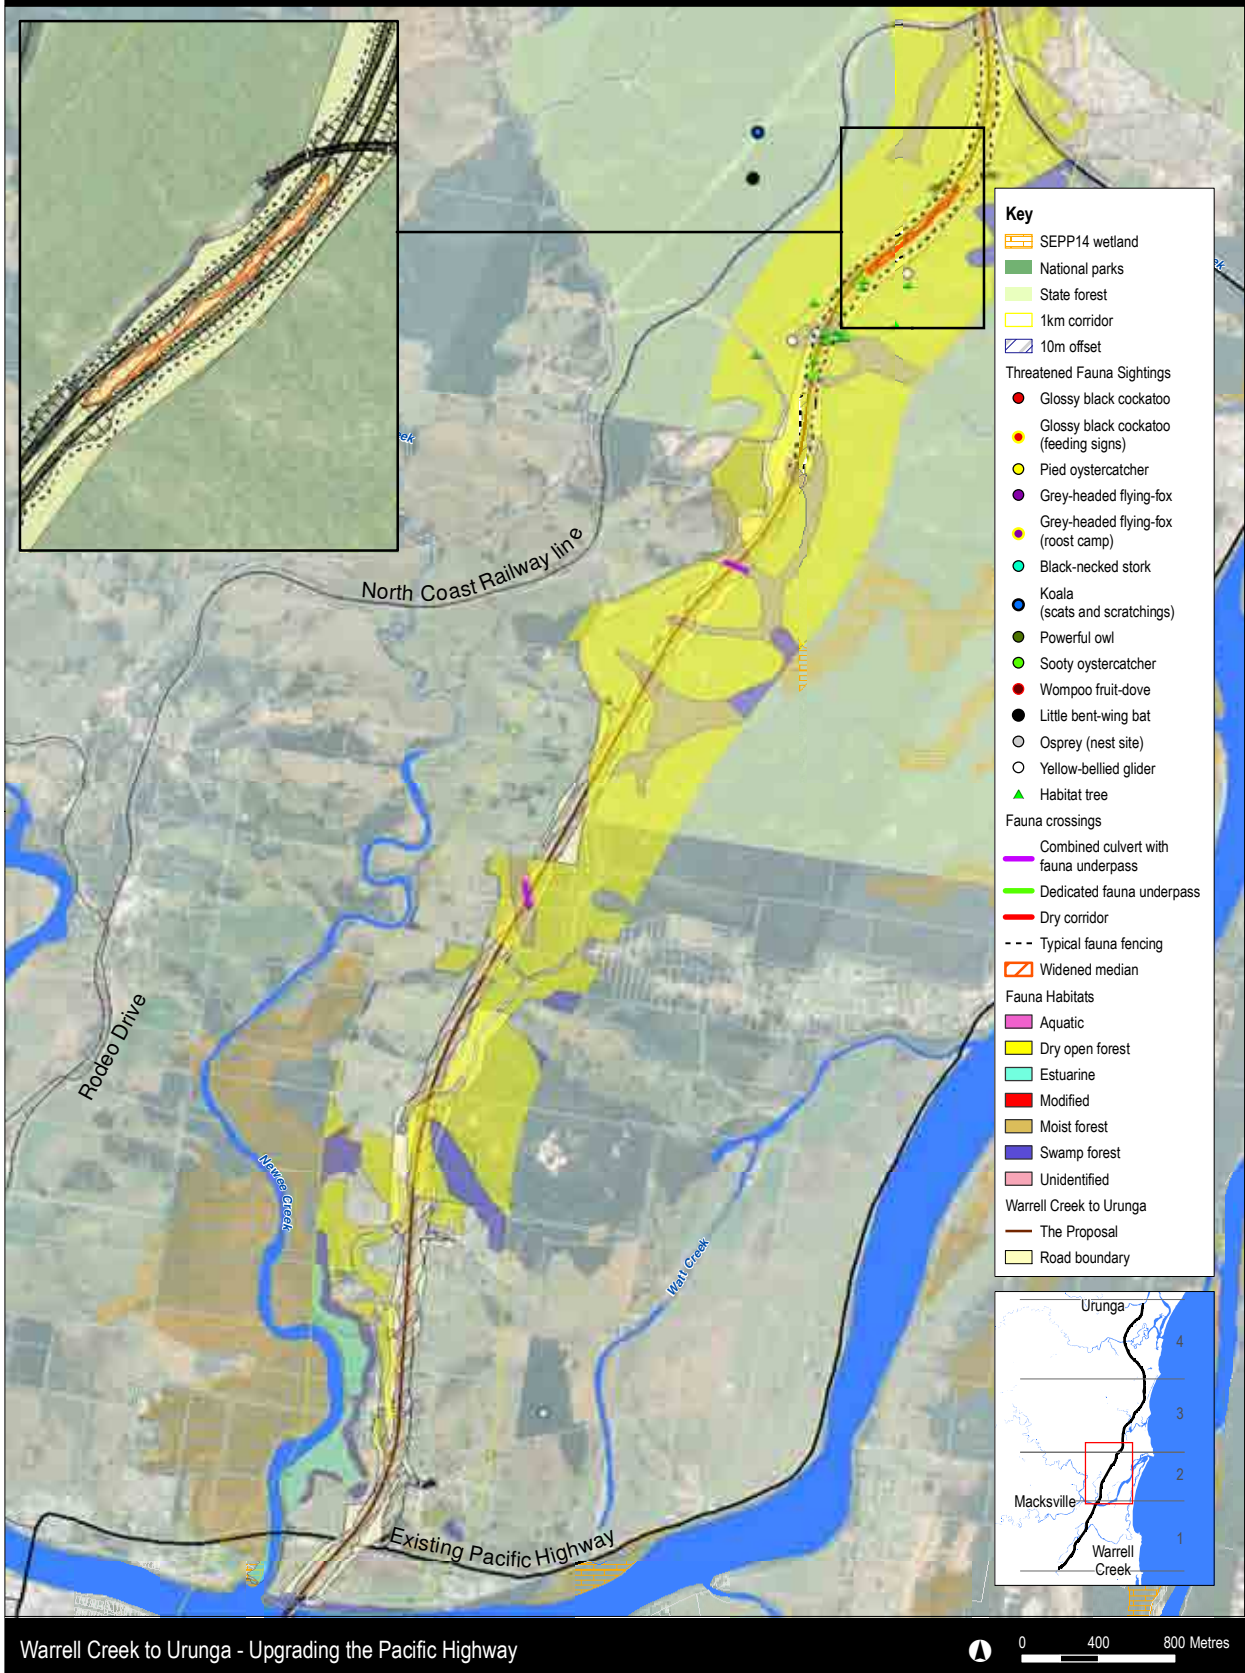 North Coast Railway line
Rodeo Drive
Newee Creek
Watt Creek
Existing Pacific Highway
Key
SEPP14 wetland
National parks
State forest
1km corridor
10m offset
Threatened Fauna Sightings
Glossy black cockatoo
Glossy black cockatoo
(feeding signs)
Pied oystercatcher
Grey-headed flying-fox
Grey-headed flying-fox
(roost camp)
Black-necked stork
Koala
(scats and scratchings)
Powerful owl
Sooty oystercatcher
Wompoo fruit-dove
Little bent-wing bat
Osprey (nest site)
Yellow-bellied glider
Habitat tree
Fauna crossings
Combined culvert with
fauna underpass
Dedicated fauna underpass
Dry corridor
Typical fauna fencing
Widened median
Fauna Habitats
Aquatic
Dry open forest
Estuarine
Modified
Moist forest
Swamp forest
Unidentified
Warrell Creek to Urunga
The Proposal
Road boundary
Urunga
4
3
2
Macksville
1
Warrell
Creek
Warrell Creek to Urunga - Upgrading the Pacific Highway
0 400 800 Metres